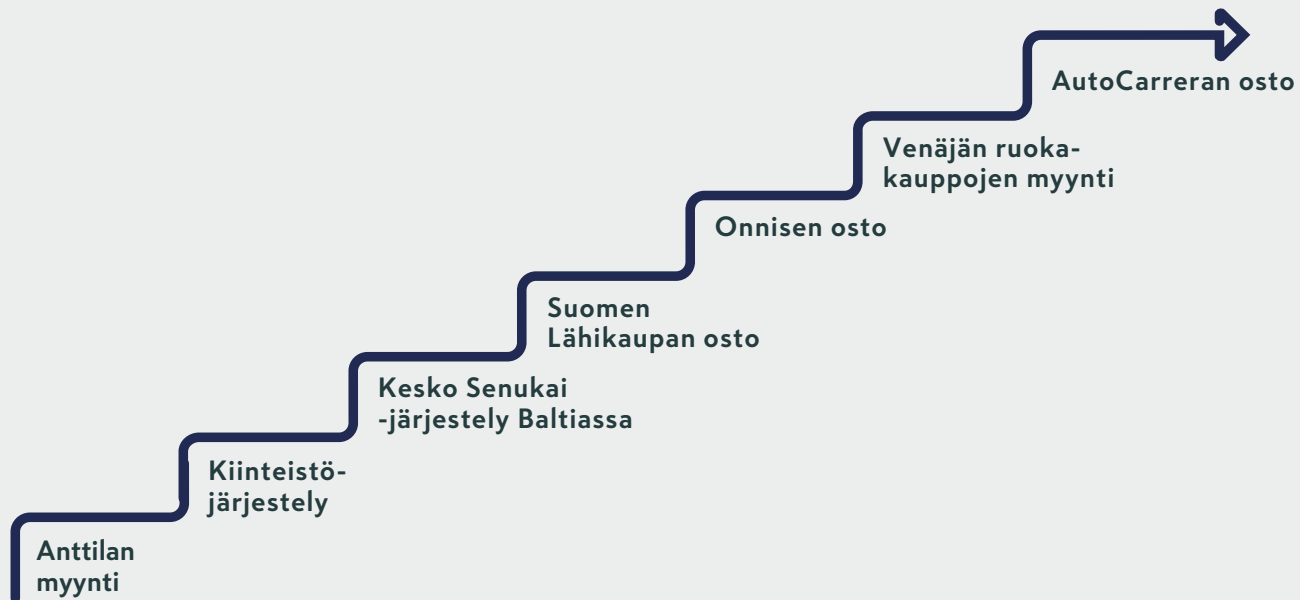 AutoCarreran osto
Venäjän ruoka-
kauppojen myynti
Onnisen osto
Suomen
Lähikaupan osto
Kesko Senukai
-järjestely Baltiassa
Kiinteistö-
järjestely
Anttilan
myynti